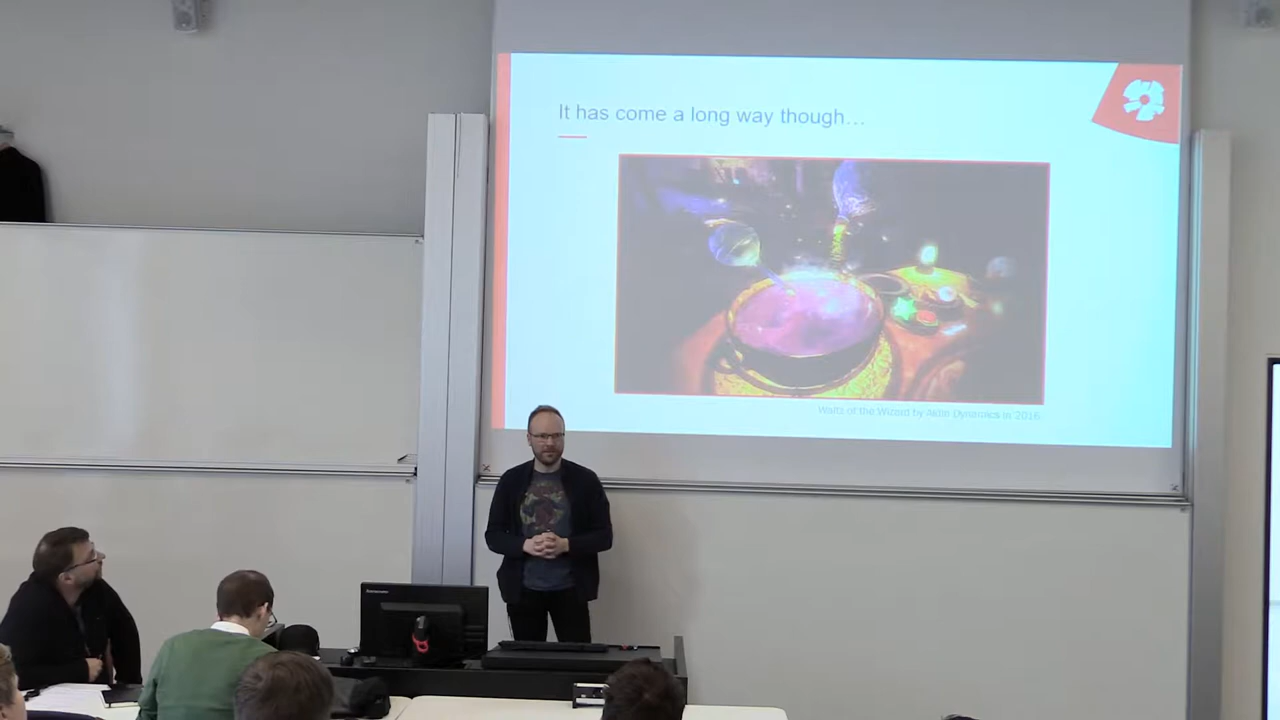 It has come a long way though…
Waltz of the Wizard by Aldin Dynamics in 2016